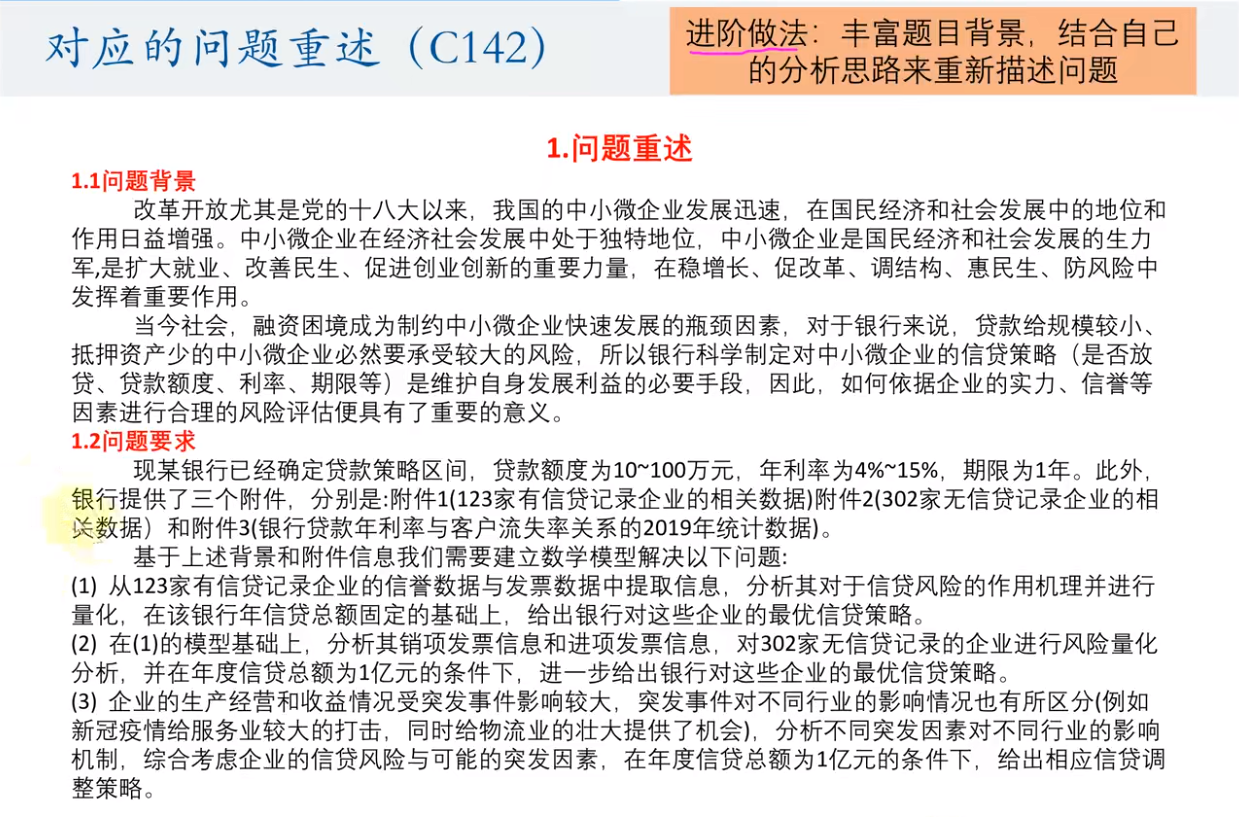 对应的问题重述（C142）
进阶做法：丰富题目背景，结合自己
的分析思路来重新描述问题
1.问题重述
1.1问题背景
改革开放尤其是党的十八大以来，我国的中小微企业发展迅速，在国民经济和社会发展中的地位和
作用日益增强。中小微企业在经济社会发展中处于独特地位，中小微企业是国民经济和社会发展的生力
军,是扩大就业、改善民生、促进创业创新的重要力量，在稳增长、促改革、调结构、惠民生、防风险中
发挥着重要作用。
当今社会，融资困境成为制约中小微企业快速发展的瓶颈因素，对于银行来说，贷款给规模较小、
抵押资产少的中小微企业必然要承受较大的风险，所以银行科学制定对中小微企业的信贷策略（是否放
贷、贷款额度、利率、期限等）是维护自身发展利益的必要手段，因此，如何依据企业的实力、信誉等
因素进行合理的风险评估便具有了重要的意义。
1.2问题要求
现某银行已经确定贷款策略区间，贷款额度为10~100万元，年利率为4%~15%，期限为1年。此外，
银行提供了三个附件，分别是:附件1(123家有信贷记录企业的相关数据)附件2(302家无信贷记录企业的相
关数据）和附件3(银行贷款年利率与客户流失率关系的2019年统计数据)。
基于上述背景和附件信息我们需要建立数学模型解决以下问题:
(1) 从123家有信贷记录企业的信誉数据与发票数据中提取信息，分析其对于信贷风险的作用机理并进行
量化，在该银行年信贷总额固定的基础上，给出银行对这些企业的最优信贷策略。
(2) 在(1)的模型基础上，分析其销项发票信息和进项发票信息，对302家无信贷记录的企业进行风险量化
分析，并在年度信贷总额为1亿元的条件下，进一步给出银行对这些企业的最优信贷策略。
(3) 企业的生产经营和收益情况受突发事件影响较大，突发事件对不同行业的影响情况也有所区分(例如
新冠疫情给服务业较大的打击，同时给物流业的壮大提供了机会)，分析不同突发因素对不同行业的影响
机制，综合考虑企业的信贷风险与可能的突发因素，在年度信贷总额为1亿元的条件下，给出相应信贷调
整策略。